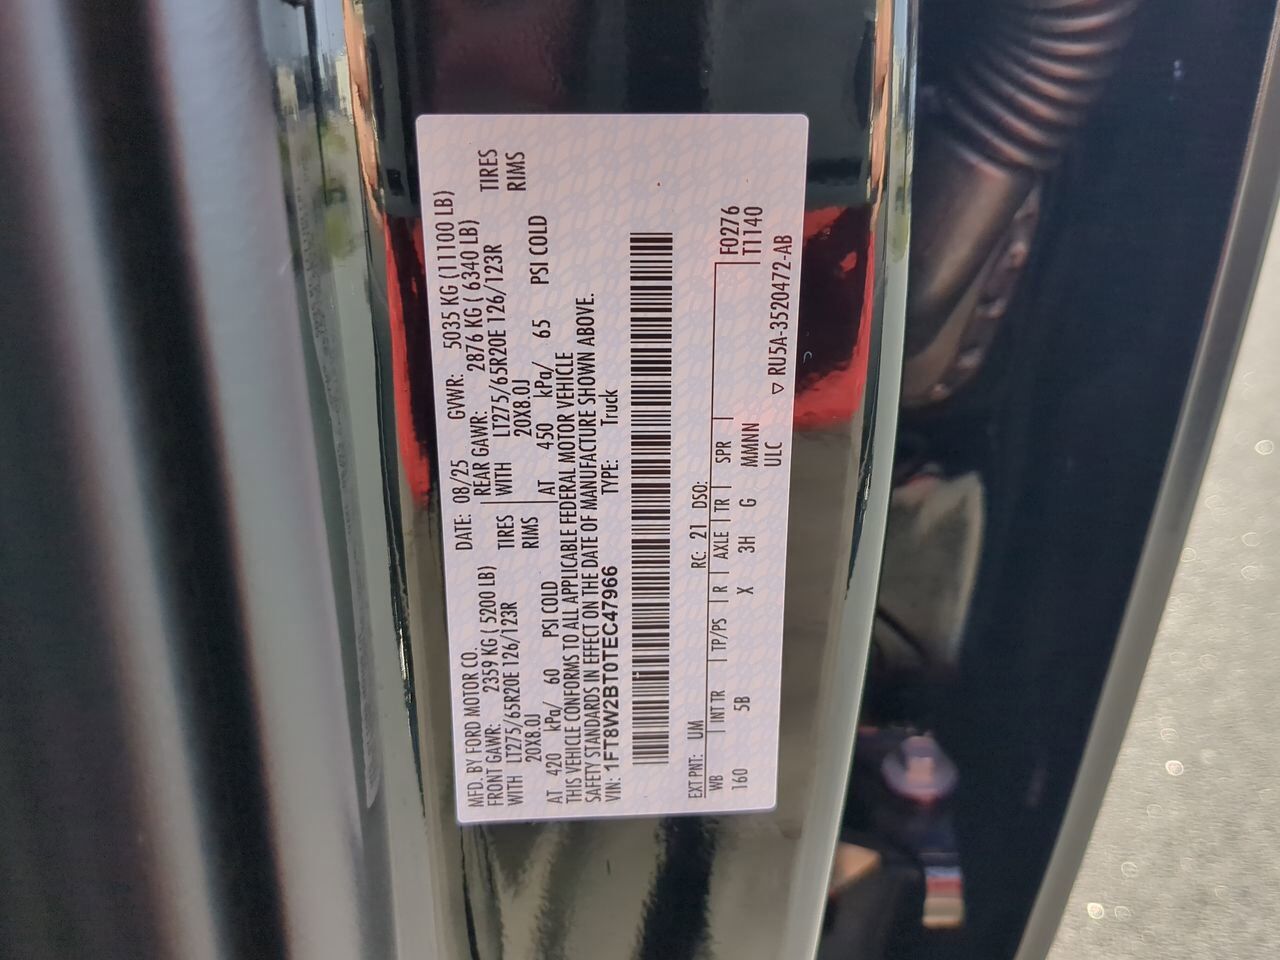 MFD. BY FORD MOTOR CO. DATE: 08/25 GVWR: 5035 KG (11100 LB)
FRONT GAWR: 2359 KG ( 5200 LB) REAR GAWR: 2876 KG ( 6340 LB)
WITH LT275/65R20E 126/123R TIRES WITH LT275/65R20E 126/123R TIRES
20X8.0J RIMS 20X8.0J RIMS
AT 420 kPa/ 60 PSI COLD AT 450 kPa/ 65 PSI COLD
THIS VEHICLE CONFORMS TO ALL APPLICABLE FEDERAL MOTOR VEHICLE
SAFETY STANDARDS IN EFFECT ON THE DATE OF MANUFACTURE SHOWN ABOVE.
VIN: 1FT8W2BT0TEC47966 TYPE: Truck
EXT PNT: UM RC: 21 DSO:
WB INT TR TP/PS R AXLE TR SPR F0276
160 5B X 3H G MMNN T1140
ULC ▽ RU5A-3520472-AB